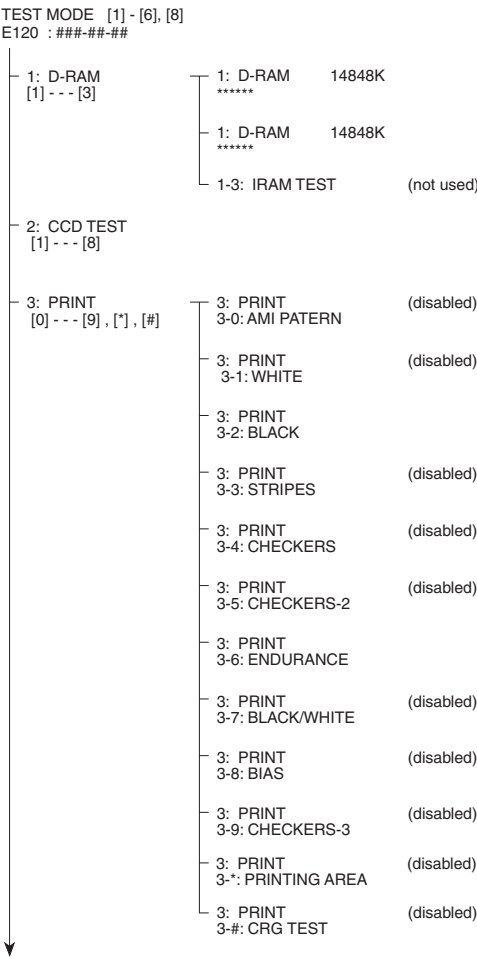 TEST MODE [1] - [6], [8]
E120 : ###-##-##
1: D-RAM
[1] - - - [3]
1: D-RAM 14848K
******
1: D-RAM 14848K
******
1-3: IRAM TEST (not used)
2: CCD TEST
[1] - - - [8]
3: PRINT
[0] - - - [9] , [*] , [#]
3: PRINT (disabled)
3-0: AMI PATERN
3: PRINT (disabled)
3-1: WHITE
3: PRINT
3-2: BLACK
3: PRINT (disabled)
3-3: STRIPES
3: PRINT (disabled)
3-4: CHECKERS
3: PRINT (disabled)
3-5: CHECKERS-2
3: PRINT
3-6: ENDURANCE
3: PRINT (disabled)
3-7: BLACK/WHITE
3: PRINT (disabled)
3-8: BIAS
3: PRINT (disabled)
3-9: CHECKERS-3
3: PRINT (disabled)
3-*: PRINTING AREA
3: PRINT (disabled)
3-#: CRG TEST